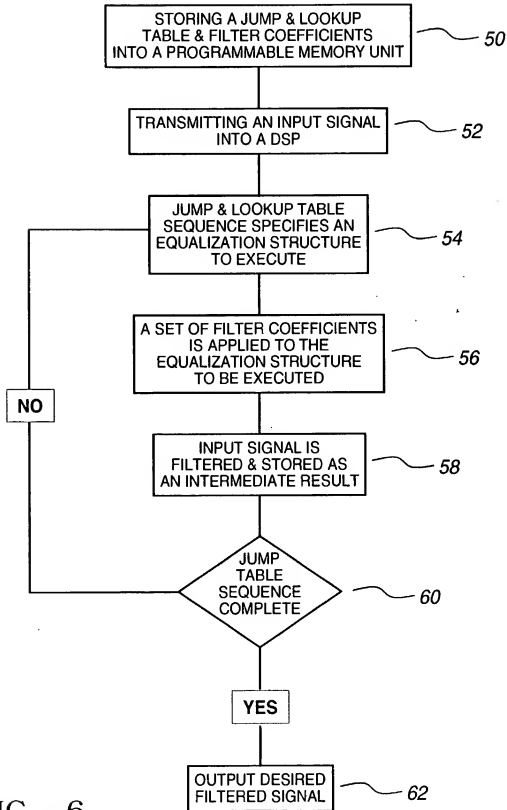 STORING A JUMP & LOOKUP
TABLE & FILTER COEFFICIENTS
INTO A PROGRAMMABLE MEMORY UNIT
50
TRANSMITTING AN INPUT SIGNAL
INTO A DSP
52
JUMP & LOOKUP TABLE
SEQUENCE SPECIFIES AN
EQUALIZATION STRUCTURE
TO EXECUTE
54
A SET OF FILTER COEFFICIENTS
IS APPLIED TO THE
EQUALIZATION STRUCTURE
TO BE EXECUTED
56
NO
INPUT SIGNAL IS
FILTERED & STORED AS
AN INTERMEDIATE RESULT
58
JUMP
TABLE
SEQUENCE
COMPLETE
60
YES
OUTPUT DESIRED
FILTERED SIGNAL
62